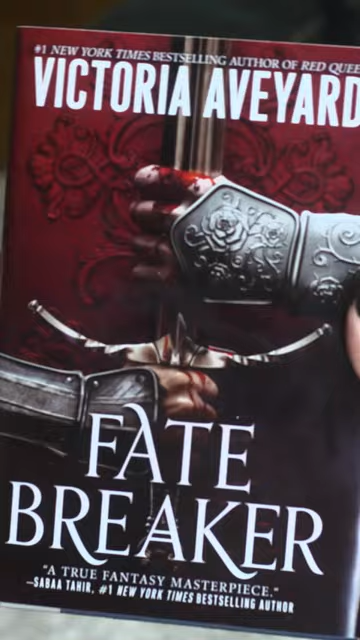 #1 NEW YORK TIMES BESTSELLING AUTHOR OF RED QUEE
VICTORIA AVEYARD
FATE
BREAKER
"A TRUE FANTASY MASTERPIECE."
—SABAA TAHIR, #1 NEW YORK TIMES BESTSELLING AUTHOR